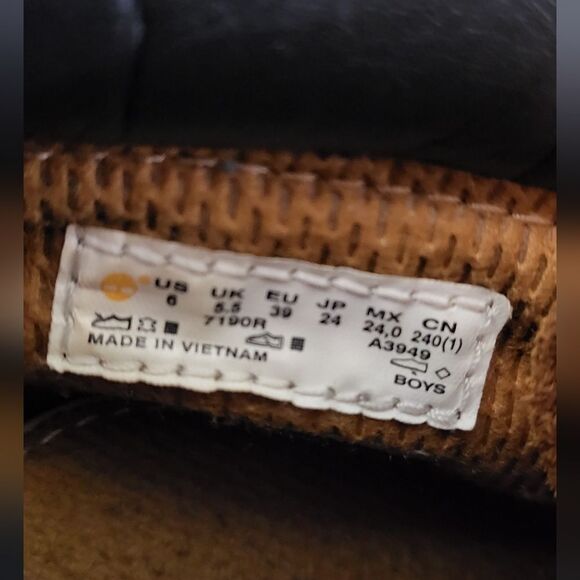 US UK EU JP MX CN
6 5.5 39 24 24,0 240(1)
7190R A3949
MADE IN VIETNAM BOYS